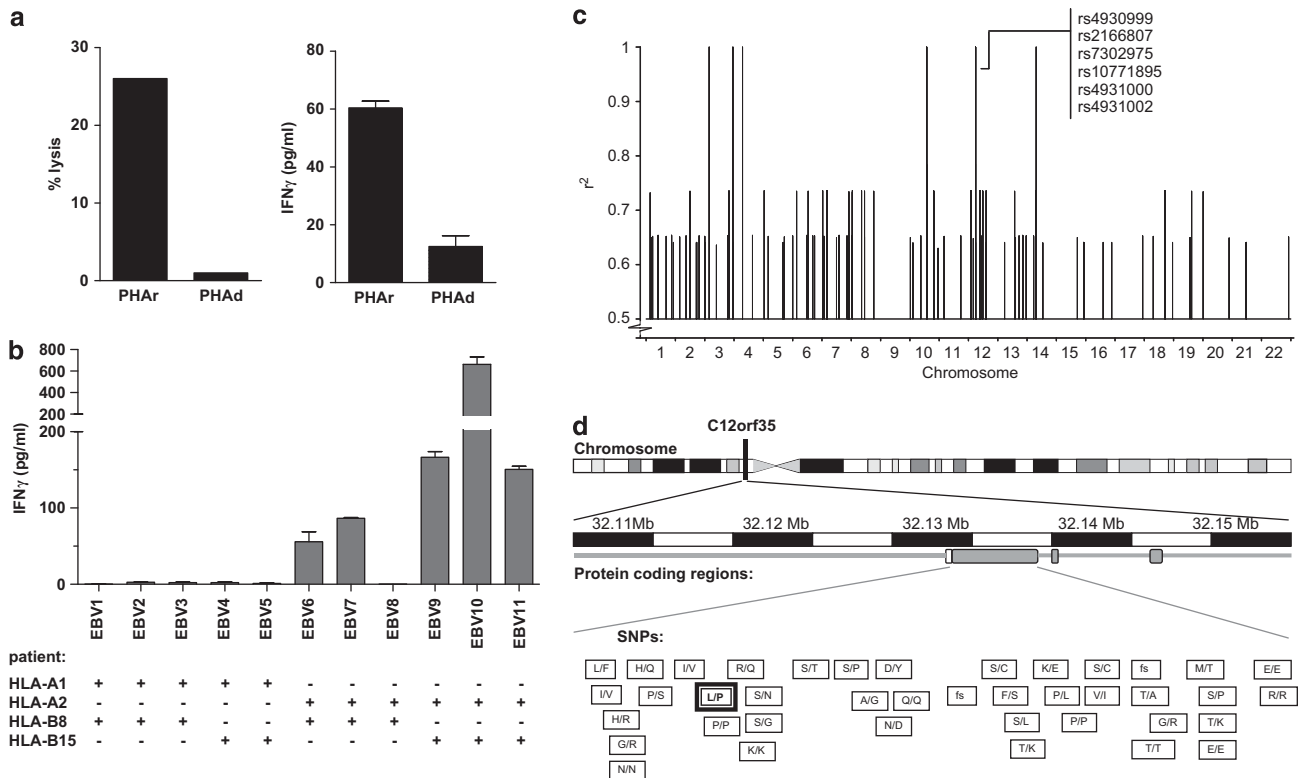 a
30
20
10
0
% lysis
PHAr
PHAd
80
60
40
20
0
IFNγ (pg/ml)
PHAr
PHAd
b
800
600
400
200
200
100
0
IFNγ (pg/ml)
EBV1
EBV2
EBV3
EBV4
EBV5
EBV6
EBV7
EBV8
EBV9
EBV10
EBV11
patient:
HLA-A1 + + + + + - - - - - -
HLA-A2 - - - - - + + + + + +
HLA-B8 + + + - - + + + - - -
HLA-B15 - - - + + - - - + + +
c
rs4930999
rs2166807
rs7302975
rs10771895
rs4931000
rs4931002
1
0.9
0.8
0.7
0.6
0.5
r²
1 2 3 4 5 6 7 8 9 10 11 12 13 14 15 16 17 18 19 20 21 22
Chromosome
d
C12orf35
Chromosome
32.11Mb 32.12 Mb 32.13 Mb 32.14 Mb 32.15 Mb
Protein coding regions:
SNPs:
L/F H/Q I/V R/Q S/T S/P D/Y S/C K/E S/C fs M/T E/E
I/V P/S L/P S/N A/G Q/Q fs F/S P/L V/I T/A S/P R/R
H/R P/P S/G N/D S/L P/P G/R T/K
G/R K/K T/K T/T E/E
N/N